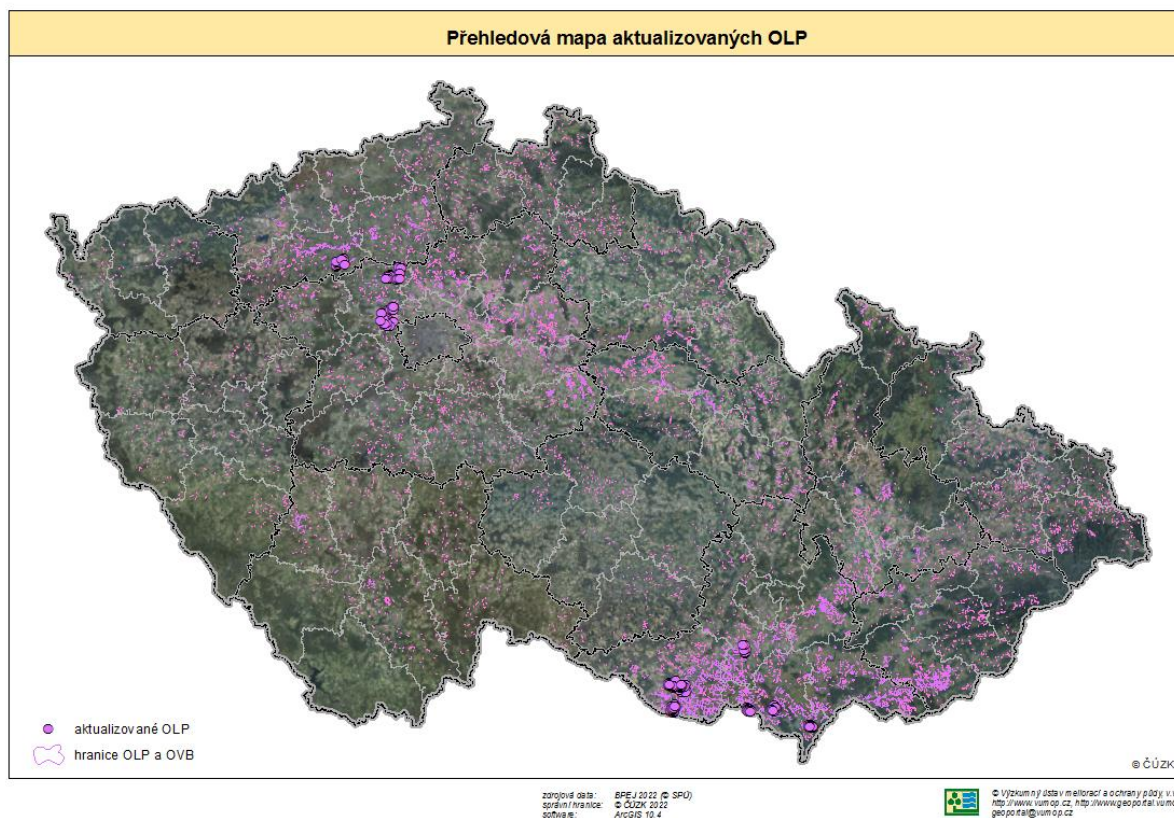 Přehledová mapa aktualizovaných OLP
aktualizované OLP
hranice OLP a OVB
© ČÚZK
zdrojová data: BPEJ 2022 (© SPÚ)
správní hranice: © ČÚZK 2022
software: ArcGIS 10.4
© Výzkumný ústav meliorací a ochrany půdy, v.v
http://www.vumop.cz, http://www.geoportal.vumo
geoportal@vumop.cz